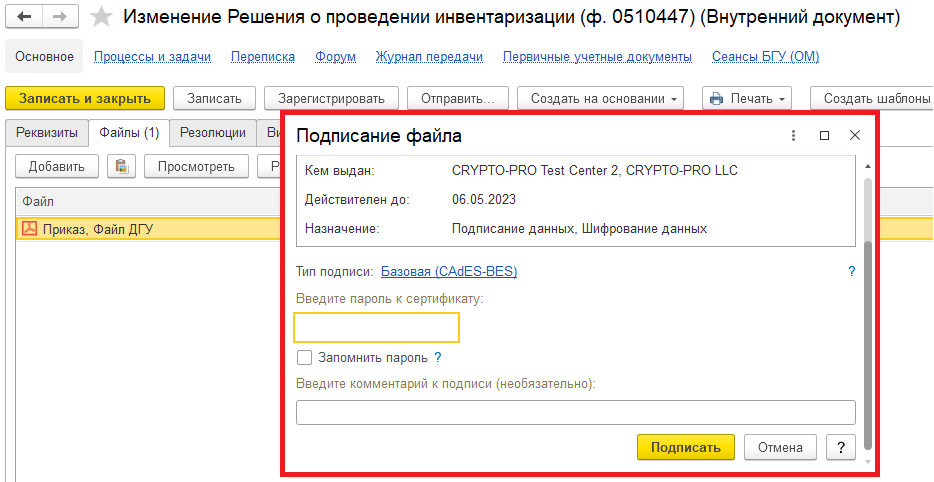 Изменение Решения о проведении инвентаризации (ф. 0510447) (Внутренний документ)
Основное Процессы и задачи Переписка Форум Журнал передачи Первичные учетные документы Сеансы БГУ (ОМ)
Записать и закрыть Записать Зарегистрировать Отправить... Создать на основании Печать Создать шаблоны
Реквизиты Файлы (1) Резолюции Ви
Добавить Просмотреть Р
Файл
Приказ, Файл ДГУ
Подписание файла
Кем выдан: CRYPTO-PRO Test Center 2, CRYPTO-PRO LLC
Действителен до: 06.05.2023
Назначение: Подписание данных, Шифрование данных
Тип подписи: Базовая (CAdES-BES) ?
Введите пароль к сертификату:
Запомнить пароль ?
Введите комментарий к подписи (необязательно):
Подписать Отмена ?